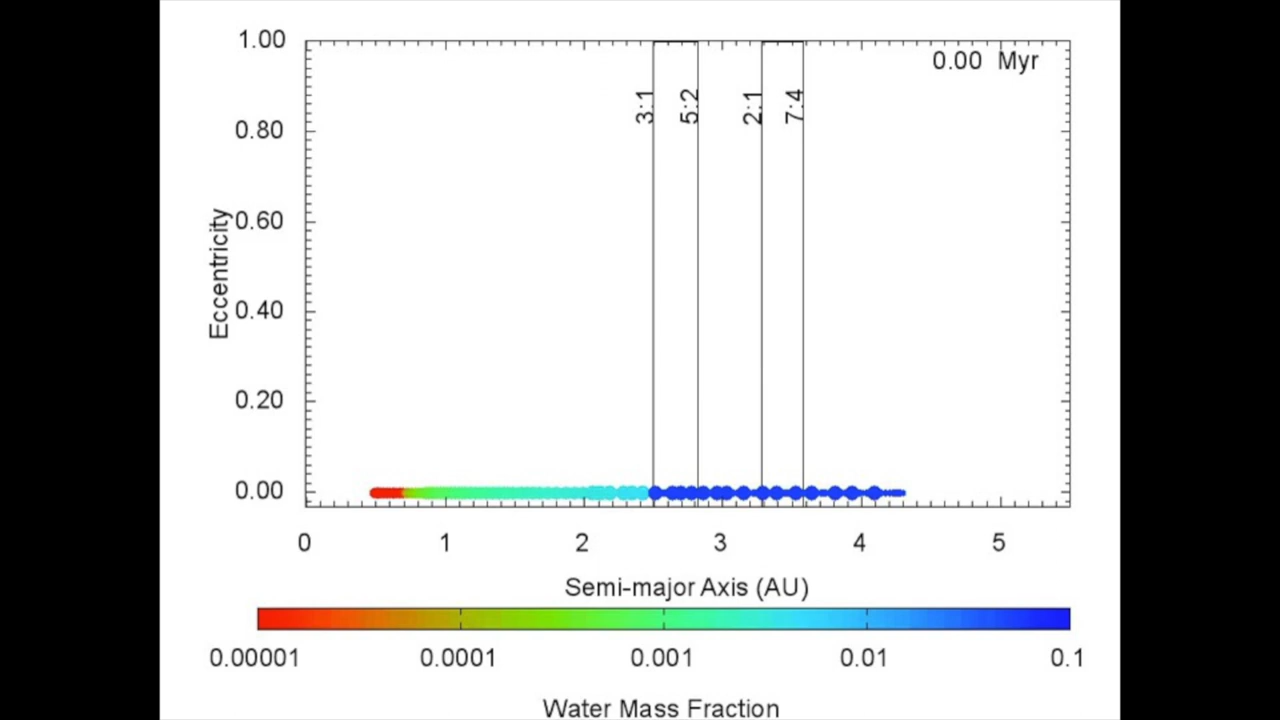 1.00
0.00 Myr
3:1
5:2
2:1
7:4
0.80
Eccentricity
0.60
0.40
0.20
0.00
0 1 2 3 4 5
Semi-major Axis (AU)
0.00001 0.0001 0.001 0.01 0.1
Water Mass Fraction